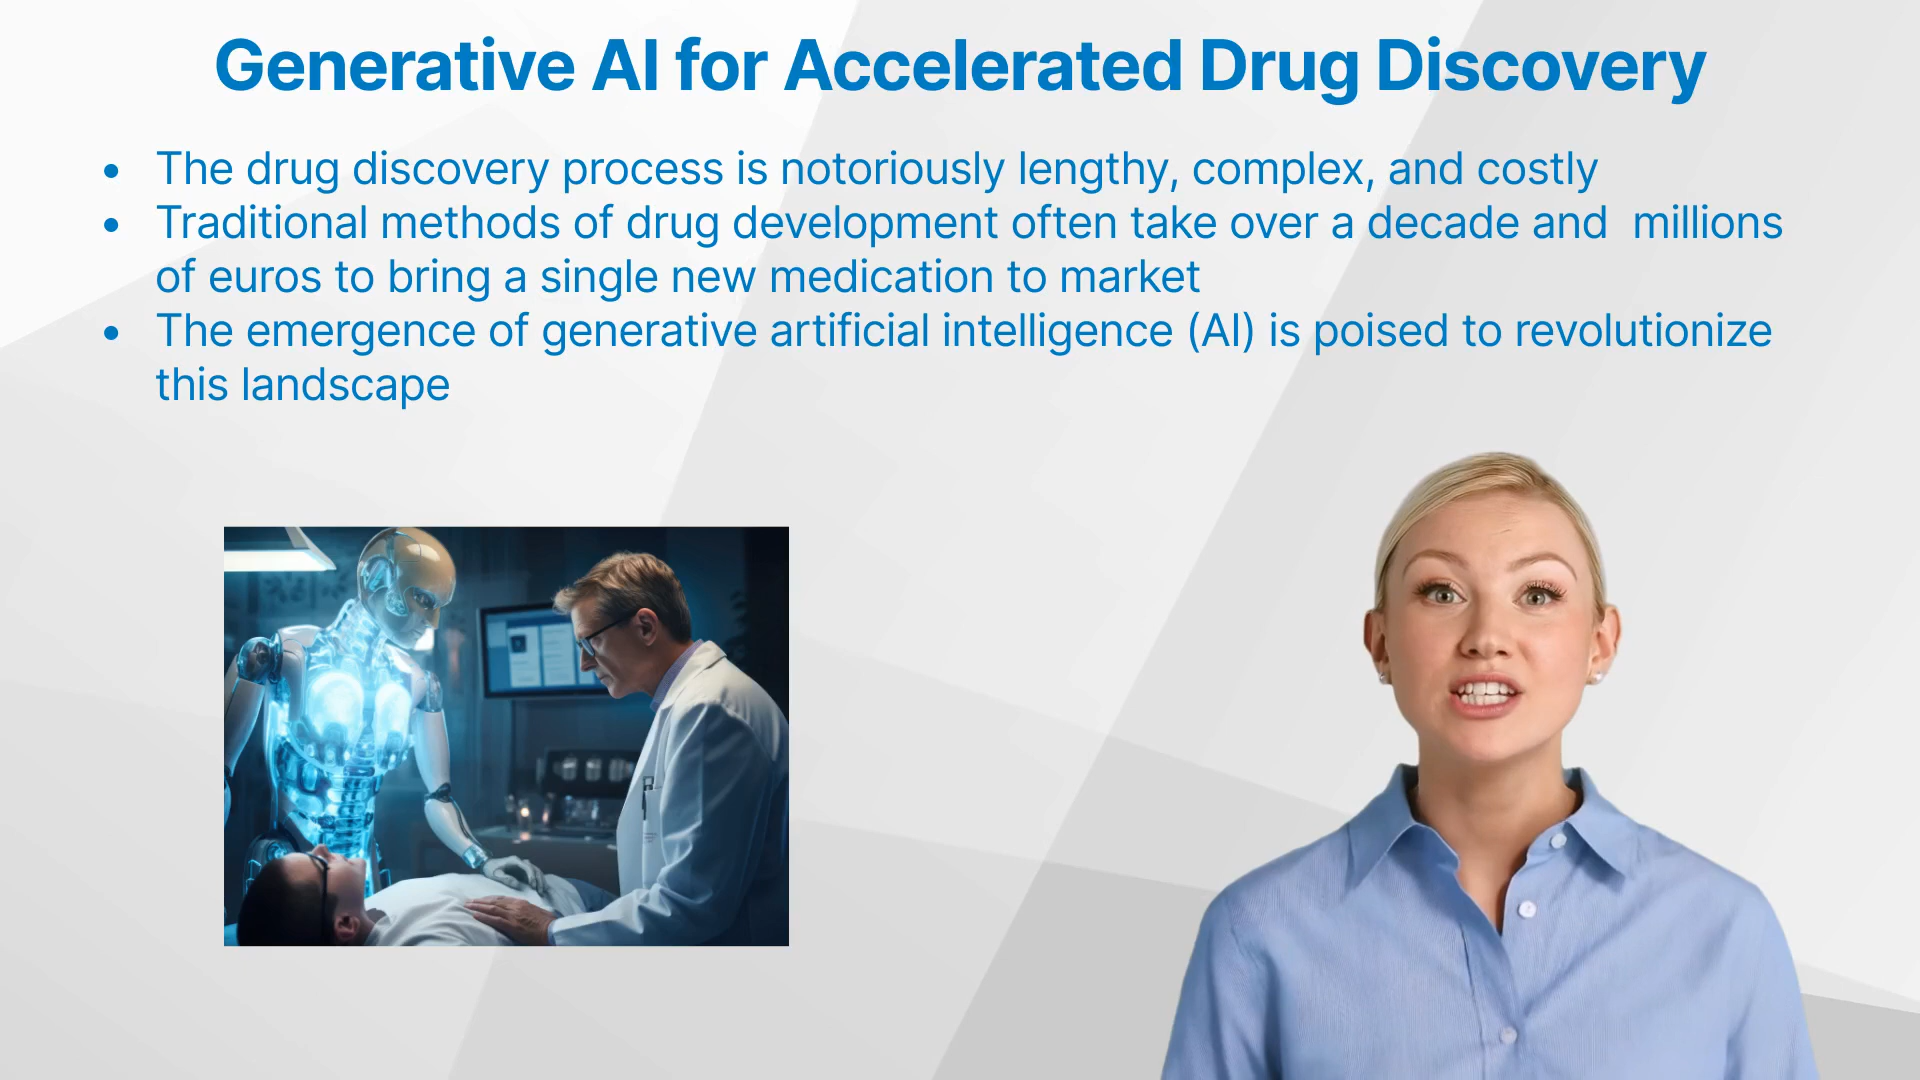 Generative AI for Accelerated Drug Discovery
• The drug discovery process is notoriously lengthy, complex, and costly
• Traditional methods of drug development often take over a decade and  millions
of euros to bring a single new medication to market
• The emergence of generative artificial intelligence (AI) is poised to revolutionize
this landscape